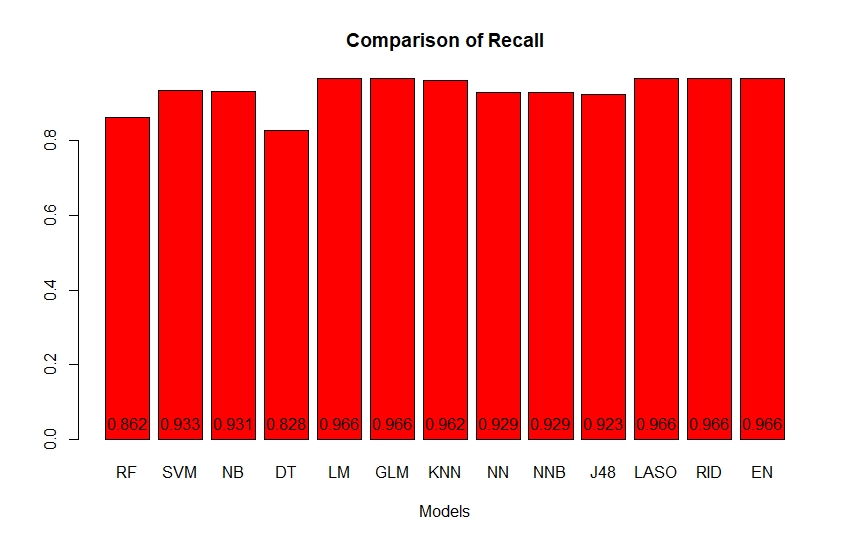 Comparison of Recall
0.8
0.6
0.4
0.2
0.0
0.862 0.933 0.931 0.828 0.966 0.966 0.962 0.929 0.929 0.923 0.966 0.966 0.966
RF SVM NB DT LM GLM KNN NN NNB J48 LASO RID EN
Models